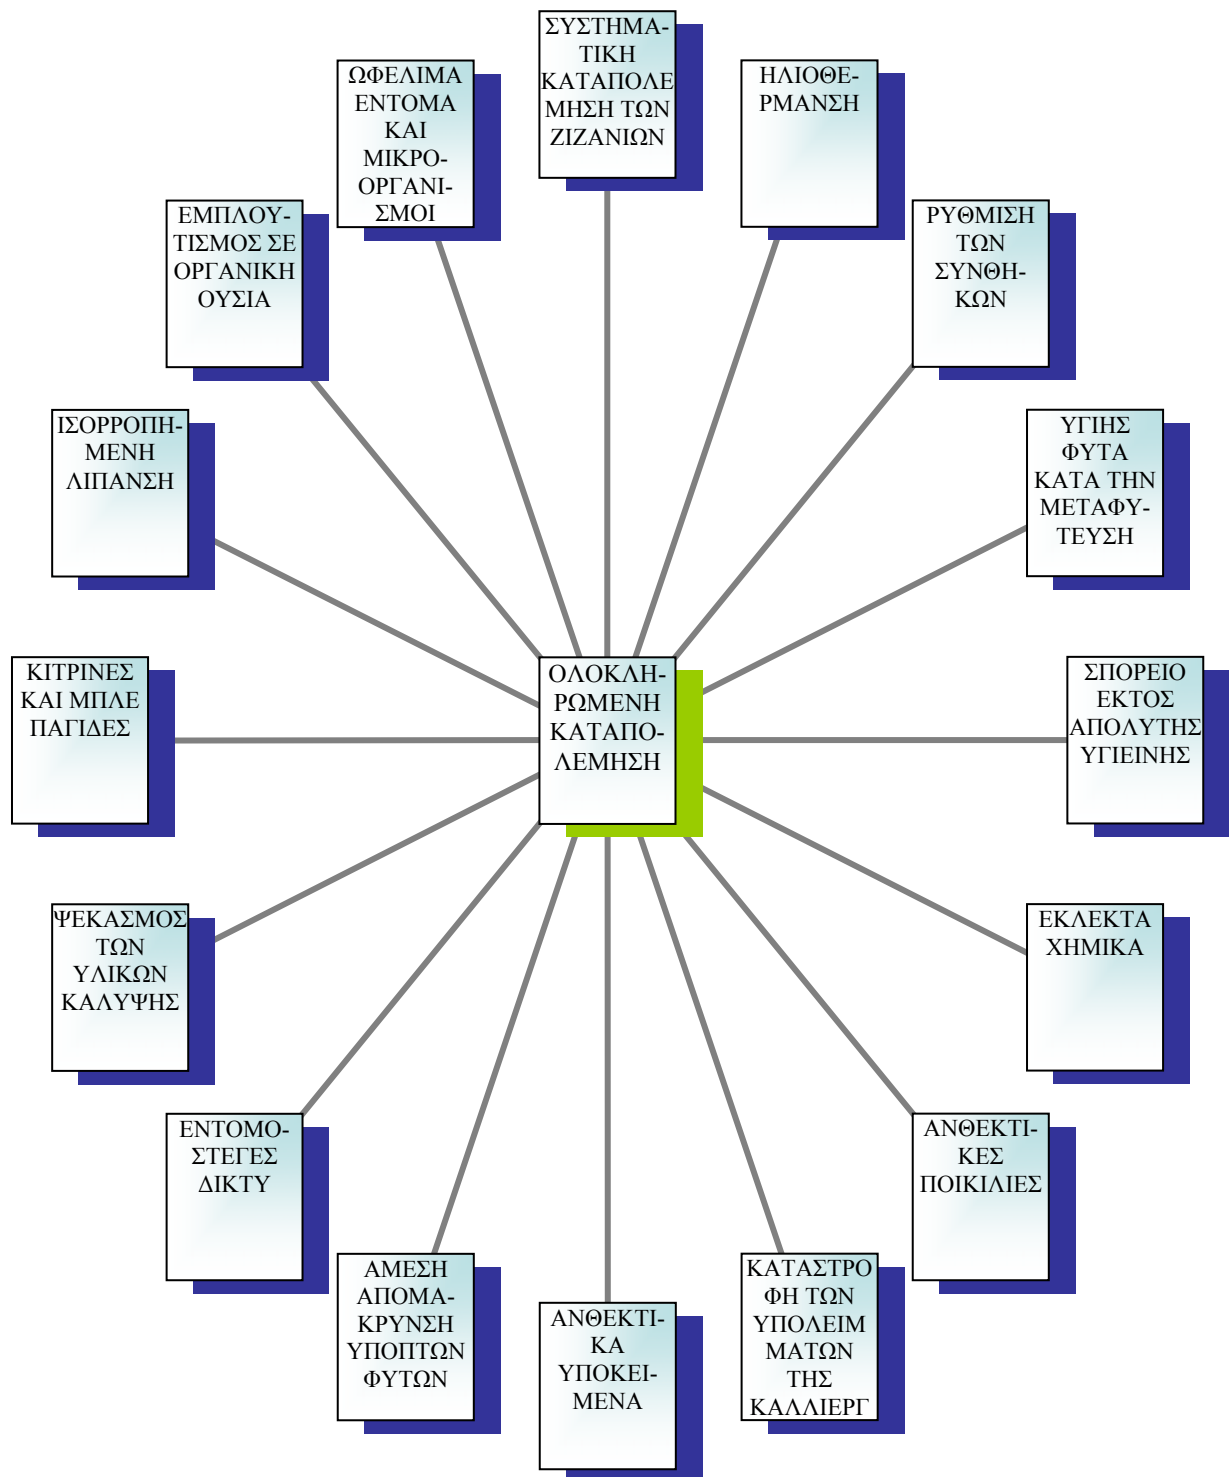 ΣΥΣΤΗΜΑ-
ΤΙΚΗ
ΚΑΤΑΠΟΛΕ
ΜΗΣΗ ΤΩΝ
ΖΙΖΑΝΙΩΝ
ΗΛΙΟΘΕ-
ΡΜΑΝΣΗ
ΡΥΘΜΙΣΗ
ΤΩΝ
ΣΥΝΘΗ-
ΚΩΝ
ΥΓΙΗΣ
ΦΥΤΑ
ΚΑΤΑ ΤΗΝ
ΜΕΤΑΦΥ-
ΤΕΥΣΗ
ΣΠΟΡΕΙΟ
ΕΚΤΟΣ
ΑΠΟΛΥΤΗΣ
ΥΓΙΕΙΝΗΣ
ΕΚΛΕΚΤΑ
ΧΗΜΙΚΑ
ΑΝΘΕΚΤΙ-
ΚΕΣ
ΠΟΙΚΙΛΙΕΣ
ΚΑΤΑΣΤΡΟ
ΦΗ ΤΩΝ
ΥΠΟΛΕΙΜ
ΜΑΤΩΝ
ΤΗΣ
ΚΑΛΛΙΕΡΓ
ΑΝΘΕΚΤΙ-
ΚΑ
ΥΠΟΚΕΙ-
ΜΕΝΑ
ΑΜΕΣΗ
ΑΠΟΜΑ-
ΚΡΥΝΣΗ
ΥΠΟΠΤΩΝ
ΦΥΤΩΝ
ΕΝΤΟΜΟ-
ΣΤΕΓΕΣ
ΔΙΚΤΥ
ΨΕΚΑΣΜΟΣ
ΤΩΝ
ΥΛΙΚΩΝ
ΚΑΛΥΨΗΣ
ΚΙΤΡΙΝΕΣ
ΚΑΙ ΜΠΛΕ
ΠΑΓΙΔΕΣ
ΙΣΟΡΡΟΠΗ-
ΜΕΝΗ
ΛΙΠΑΝΣΗ
ΕΜΠΛΟΥ-
ΤΙΣΜΟΣ ΣΕ
ΟΡΓΑΝΙΚΗ
ΟΥΣΙΑ
ΩΦΕΛΙΜΑ
ΕΝΤΟΜΑ
ΚΑΙ
ΜΙΚΡΟ-
ΟΡΓΑΝΙ-
ΣΜΟΙ
ΟΛΟΚΛΗ-
ΡΩΜΕΝΗ
ΚΑΤΑΠΟ-
ΛΕΜΗΣΗ